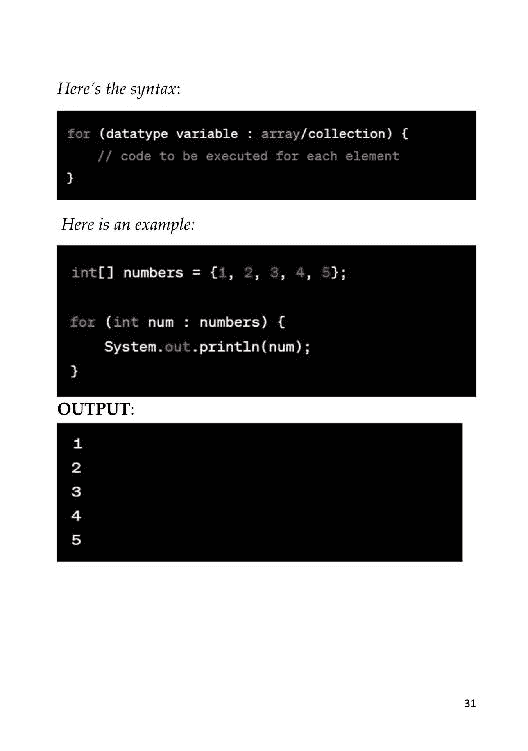 Here's the syntax:
for (datatype variable : array/collection) {
    // code to be executed for each element
}
Here is an example:
int[] numbers = {1, 2, 3, 4, 5};
for (int num : numbers) {
    System.out.println(num);
}
OUTPUT:
1
2
3
4
5
31